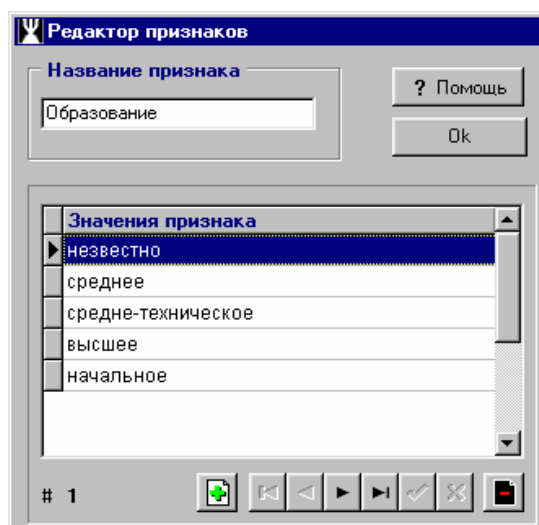 Редактор признаков
Название признака
? Помощь
Образование
Ok
Значения признака
незвестно
среднее
средне-техническое
высшее
начальное
# 1